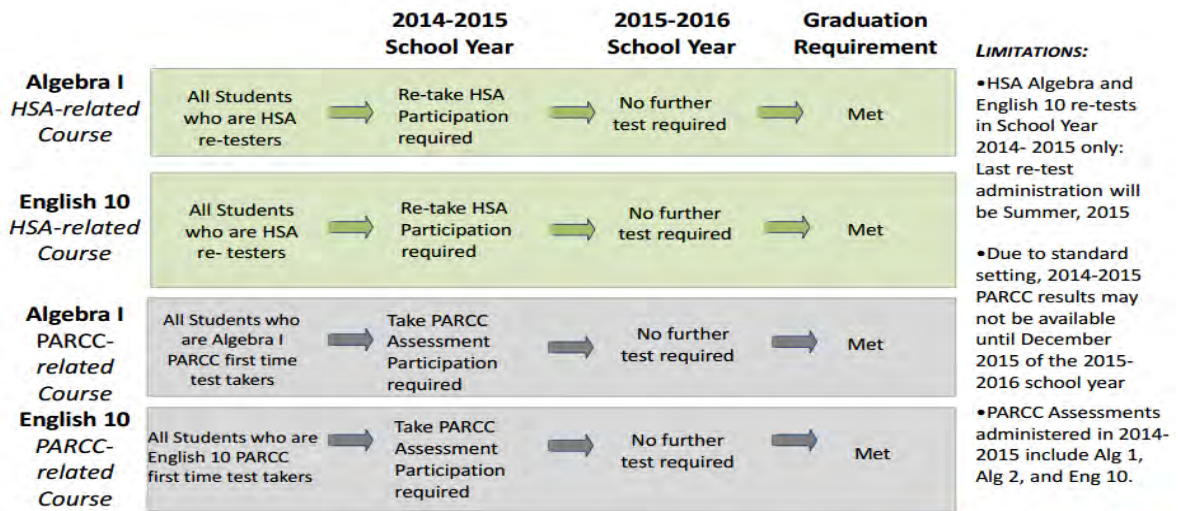 2014-2015
School Year
2015-2016
School Year
Graduation
Requirement
Algebra I
HSA-related
Course
All Students
who are HSA
re-testers
Re-take HSA
Participation
required
No further
test required
Met
English 10
HSA-related
Course
All Students
who are HSA
re- testers
Re-take HSA
Participation
required
No further
test required
Met
Algebra I
PARCC-
related
Course
All Students who
are Algebra I
PARCC first time
test takers
Take PARCC
Assessment
Participation
required
No further
test required
Met
English 10
PARCC-
related
Course
All Students who are
English 10 PARCC
first time test takers
Take PARCC
Assessment
Participation
required
No further
test required
Met
LIMITATIONS:
•HSA Algebra and
English 10 re-tests
in School Year
2014- 2015 only:
Last re-test
administration will
be Summer, 2015
•Due to standard
setting, 2014-2015
PARCC results may
not be available
until December
2015 of the 2015-
2016 school year
•PARCC Assessments
administered in 2014-
2015 include Alg 1,
Alg 2, and Eng 10.